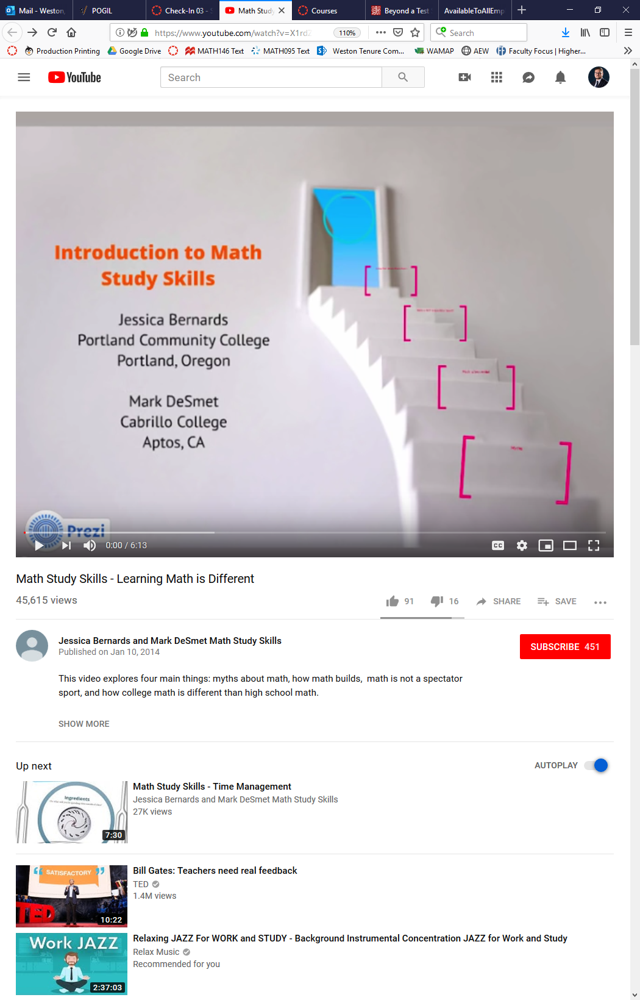 Mail - Weston,
POGIL
Check-In 03 - S
Math Study
Courses
Beyond a Test
AvailableToAllEmp
https://www.youtube.com/watch?v=X1rdZ
110%
Search
Production Printing
Google Drive
MATH146 Text
MATH095 Text
Weston Tenure Com...
WAMAP
AEW
Faculty Focus | Higher...
YouTube
Search
Introduction to Math
Study Skills
Jessica Bernards
Portland Community College
Portland, Oregon
Mark DeSmet
Cabrillo College
Aptos, CA
Myths
Prezi
0:00 / 6:13
CC
Math Study Skills - Learning Math is Different
45,615 views
91
16
SHARE
SAVE
Jessica Bernards and Mark DeSmet Math Study Skills
Published on Jan 10, 2014
SUBSCRIBE 451
This video explores four main things: myths about math, how math builds, math is not a spectator
sport, and how college math is different than high school math.
SHOW MORE
Up next
AUTOPLAY
Ingredients
7:30
Math Study Skills - Time Management
Jessica Bernards and Mark DeSmet Math Study Skills
27K views
SATISFACTORY
TED
10:22
Bill Gates: Teachers need real feedback
TED
1.4M views
Work JAZZ
2:37:03
Relaxing JAZZ For WORK and STUDY - Background Instrumental Concentration JAZZ for Work and Study
Relax Music
Recommended for you